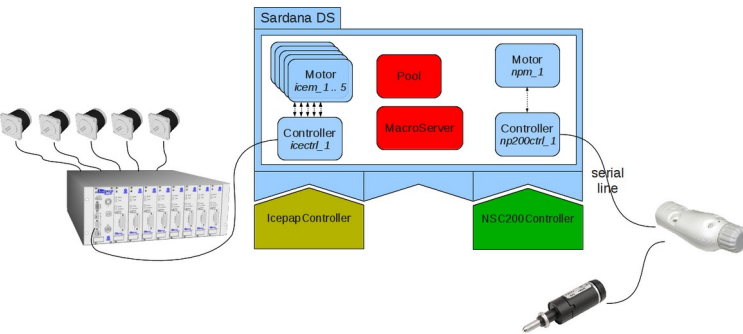 Sardana DS
Motor
icem_1 .. 5
Pool
Motor
npm_1
Controller
icectrl_1
MacroServer
Controller
np200ctrl_1
serial
line
IcepapController
NSC200Controller